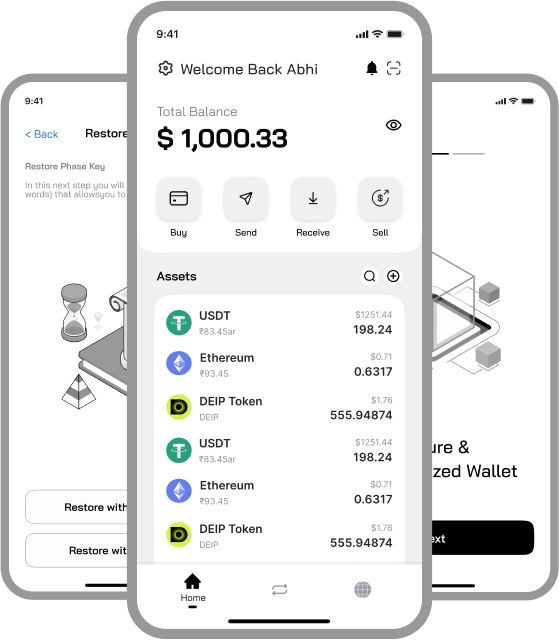 9:41
< Back
Restore
Restore Phase Key
In this next step you will
words) that allowsyou to
Restore with
Restore wit
9:41
Welcome Back Abhi
Total Balance
$ 1,000.33
Buy
Send
Receive
Sell
Assets
USDT
₹83.45ar
$1251.44
198.24
Ethereum
₹93.45
$0.71
0.6317
DEIP Token
DEIP
$1.76
555.94874
USDT
₹83.45ar
$1251.44
198.24
Ethereum
₹93.45
$0.71
0.6317
DEIP Token
DEIP
$1.76
555.94874
Home
ure &
zed Wallet
ext